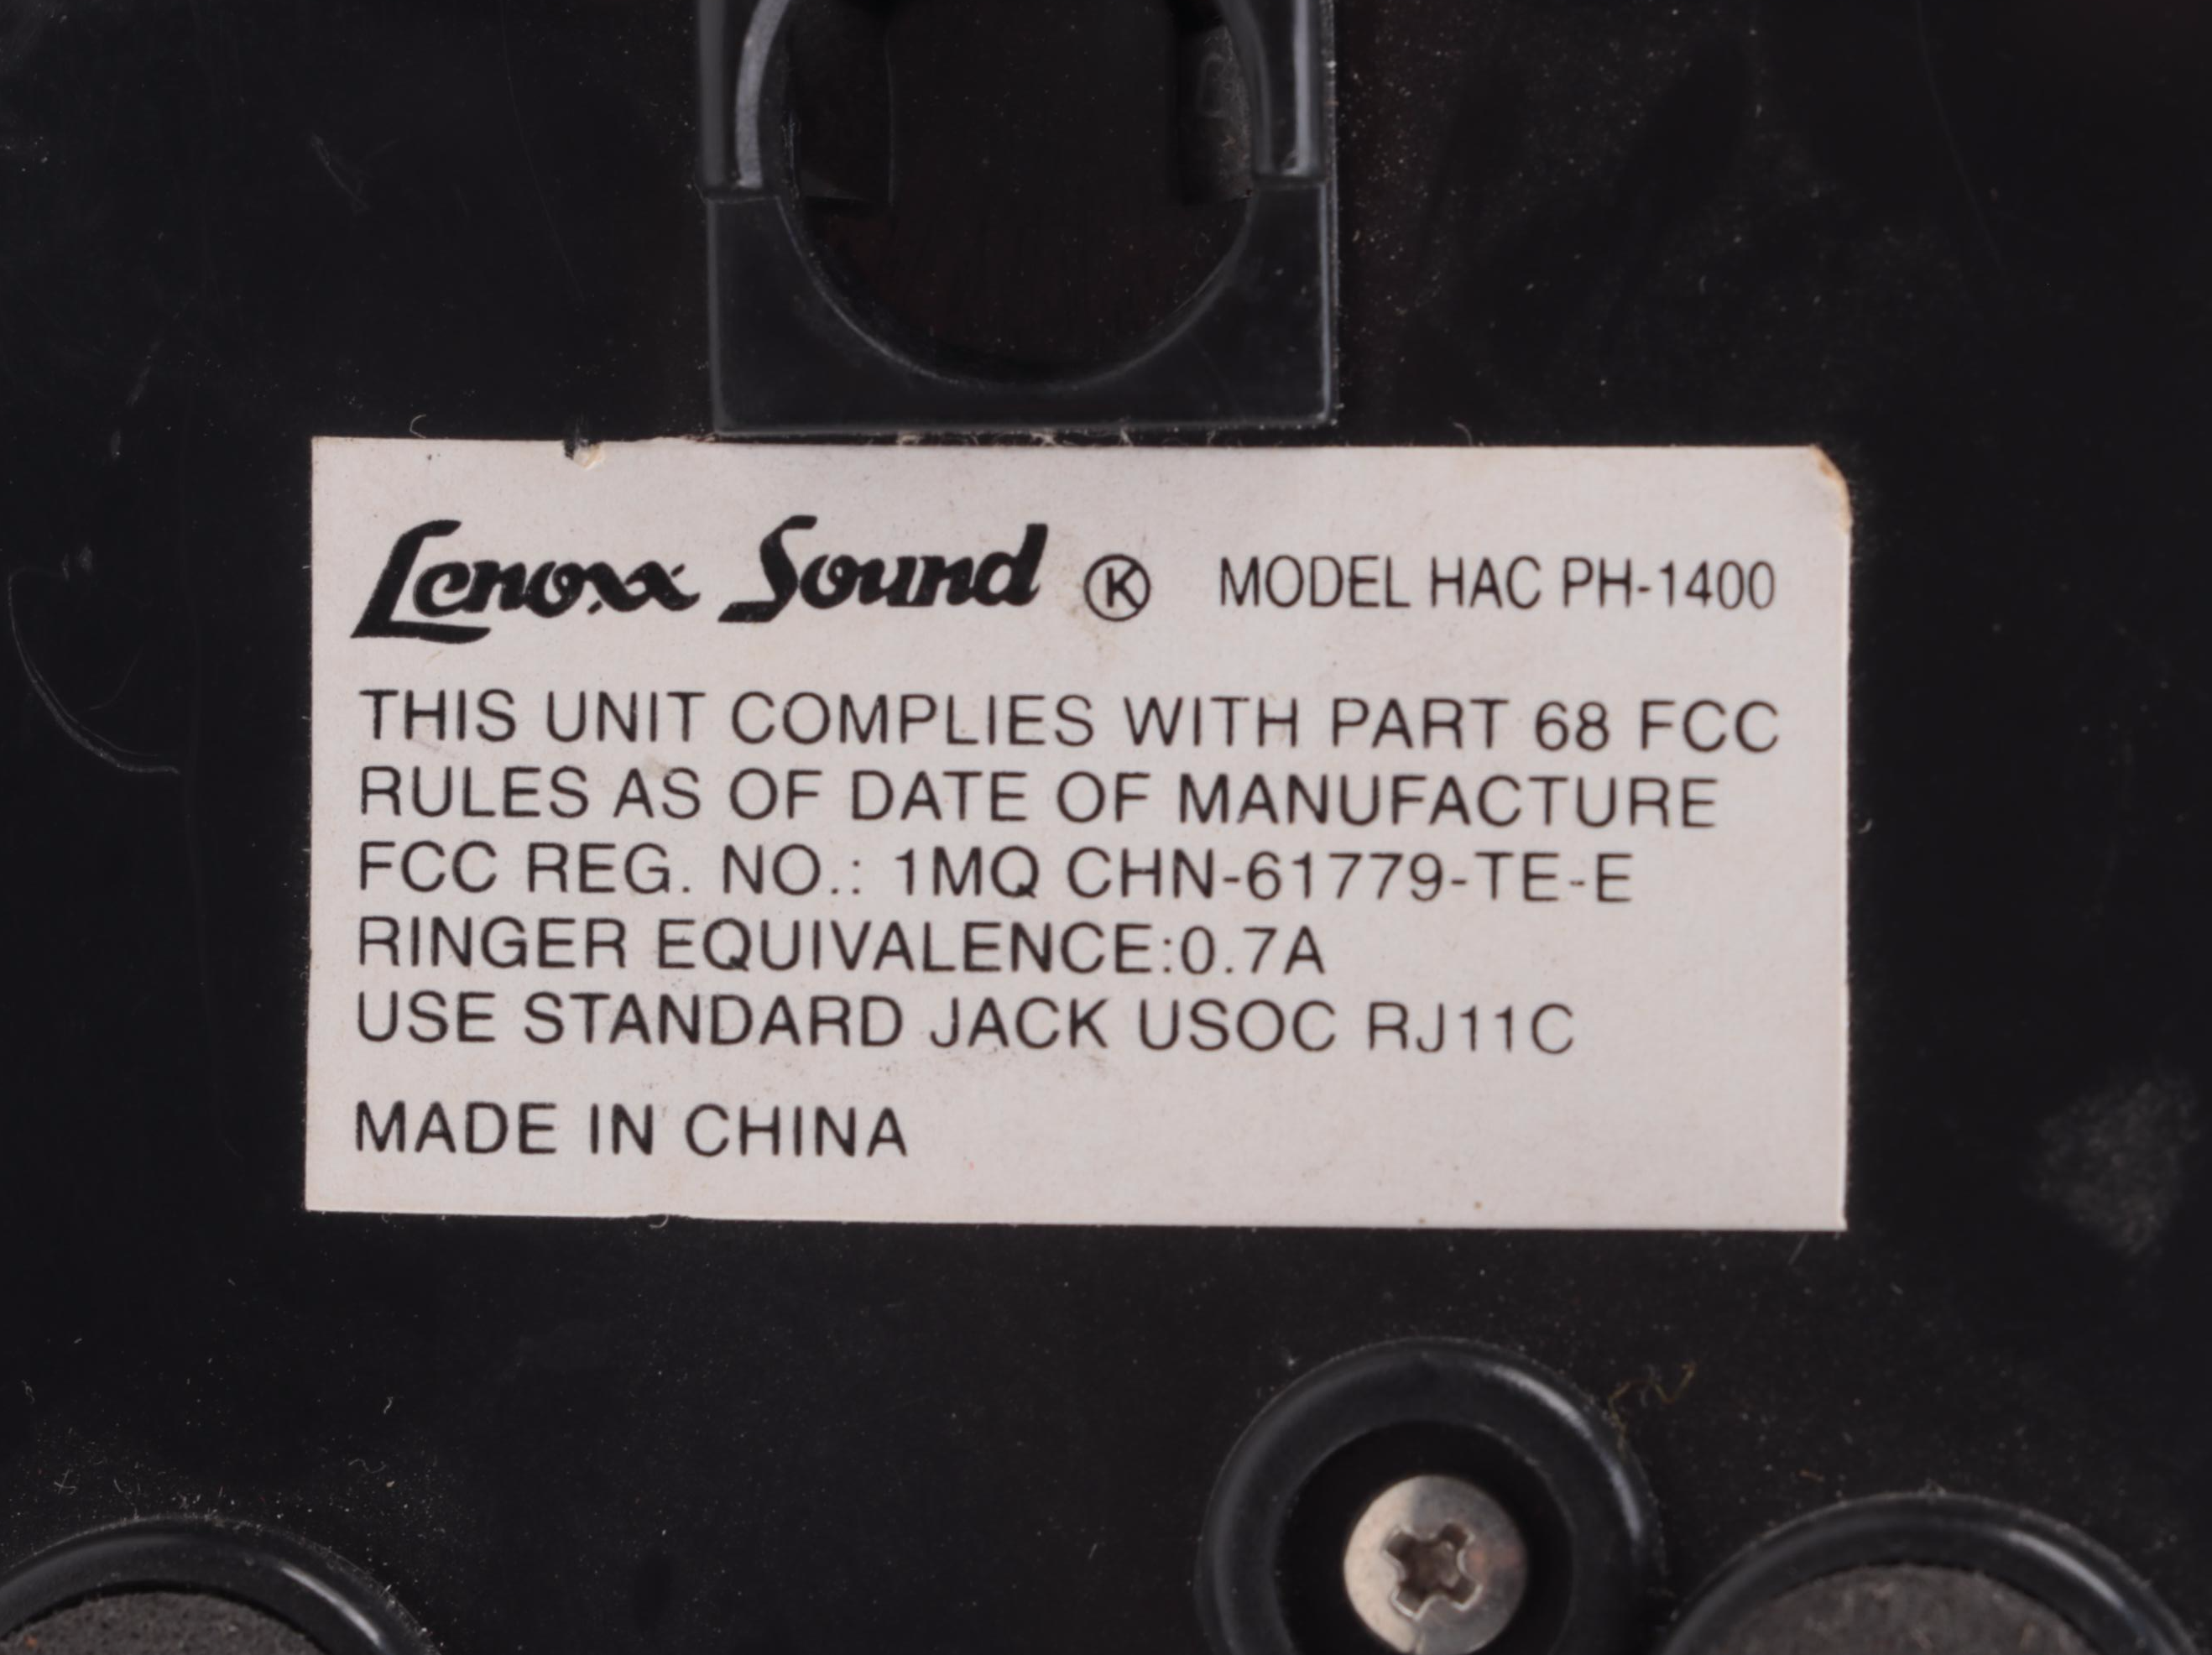 Lenoxx Sound Ⓚ MODEL HAC PH-1400
THIS UNIT COMPLIES WITH PART 68 FCC
RULES AS OF DATE OF MANUFACTURE
FCC REG. NO.: 1MQ CHN-61779-TE-E
RINGER EQUIVALENCE:0.7A
USE STANDARD JACK USOC RJ11C
MADE IN CHINA